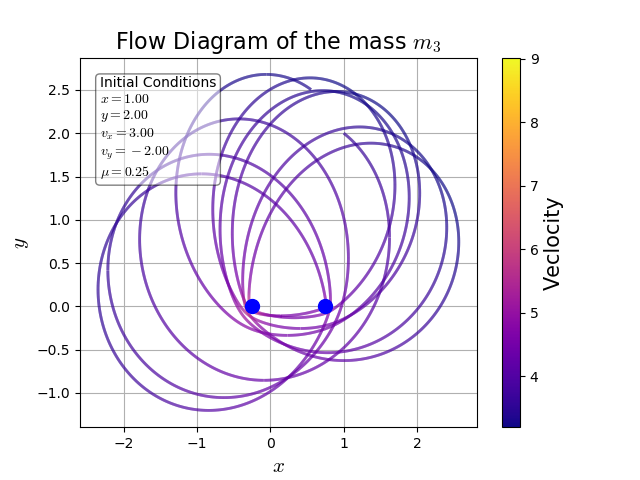 Flow Diagram of the mass m₃
Initial Conditions
x = 1.00
y = 2.00
vₓ = 3.00
v_y = −2.00
μ = 0.25
2.5
2.0
1.5
1.0
0.5
0.0
−0.5
−1.0
y
−2
−1
0
1
2
x
9
8
7
6
5
4
Veclocity